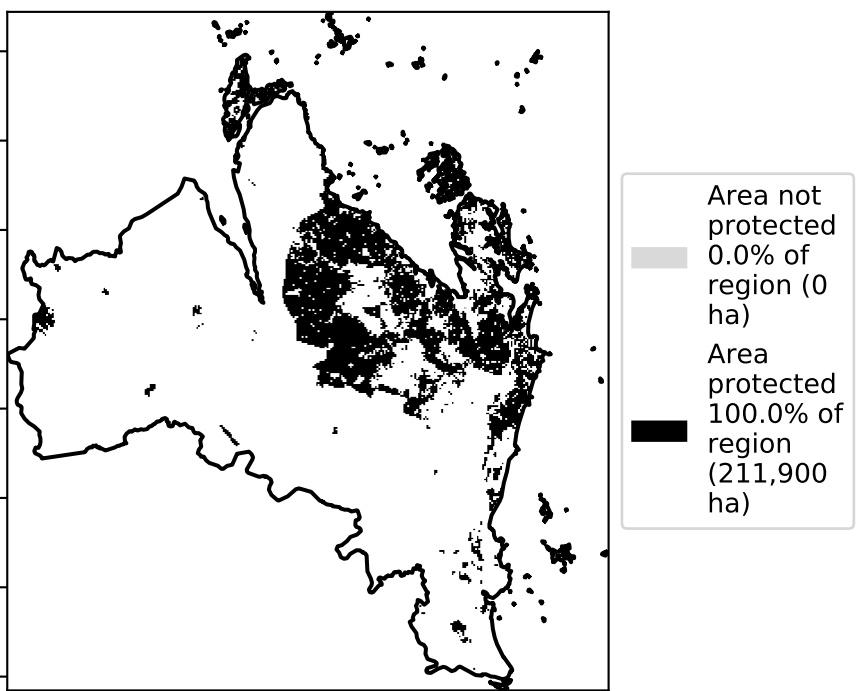 Area not
protected
0.0% of
region (0
ha)
Area
protected
100.0% of
region
(211,900
ha)